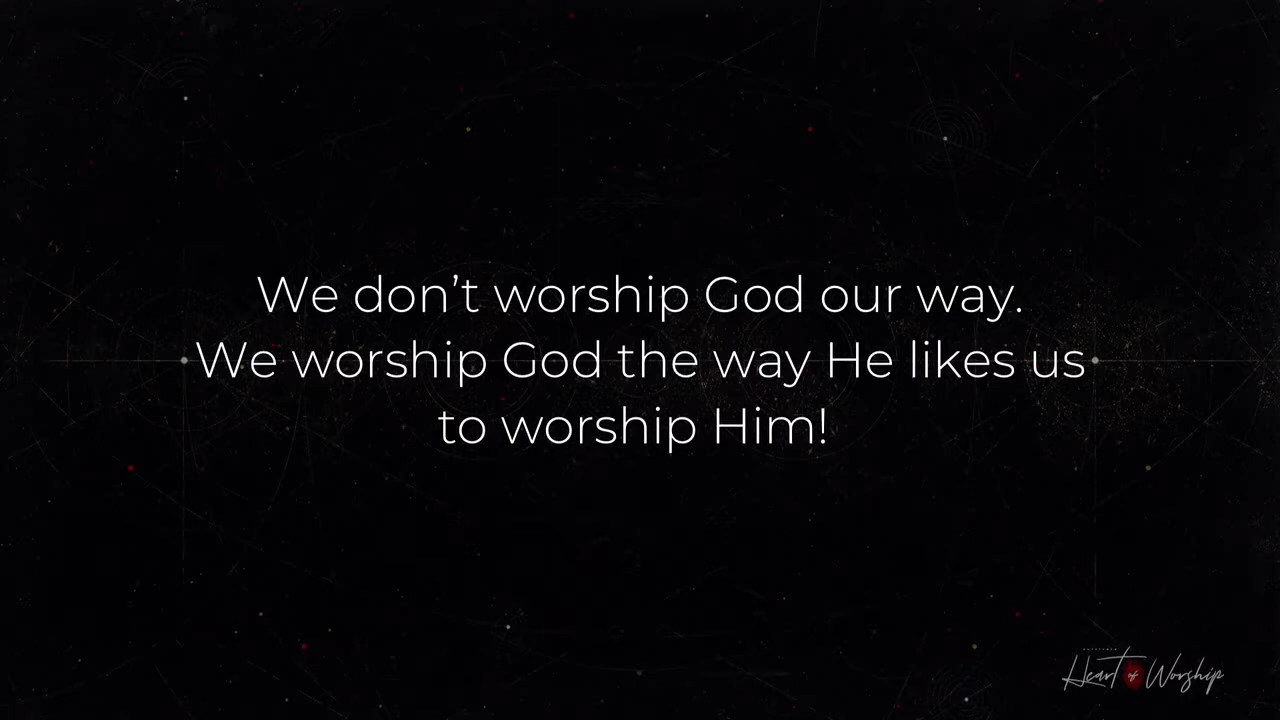 We don’t worship God our way.
We worship God the way He likes us
to worship Him!
Heart of Worship